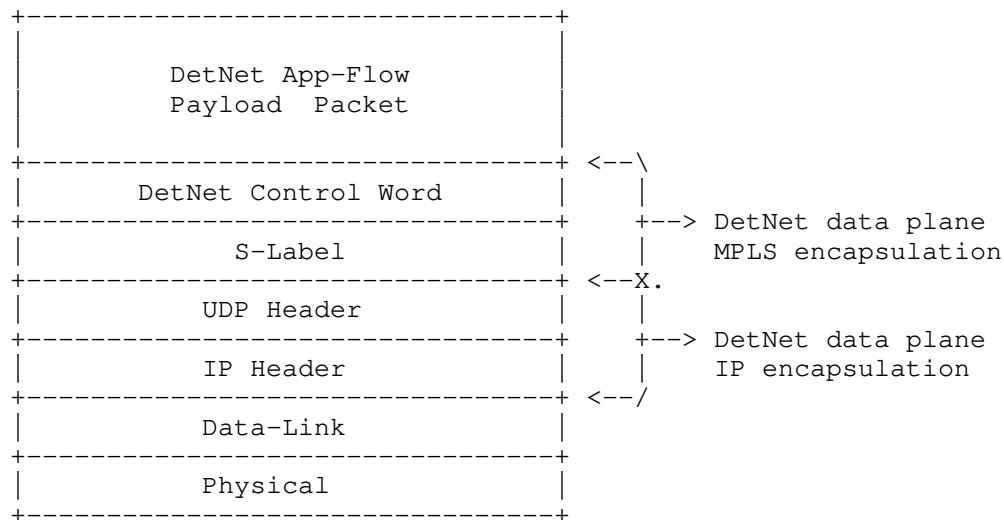 +---------------------------------+
|                                 |
|         DetNet App-Flow         |
|         Payload  Packet         |
|                                 |
+---------------------------------+ <--\
|       DetNet Control Word       |    |
+---------------------------------+    +--> DetNet data plane
|             S-Label             |    |    MPLS encapsulation
+---------------------------------+ <--X.
|           UDP Header            |    |
+---------------------------------+    +--> DetNet data plane
|           IP Header             |    |    IP encapsulation
+---------------------------------+ <--/
|           Data-Link             |
+---------------------------------+
|           Physical              |
+---------------------------------+